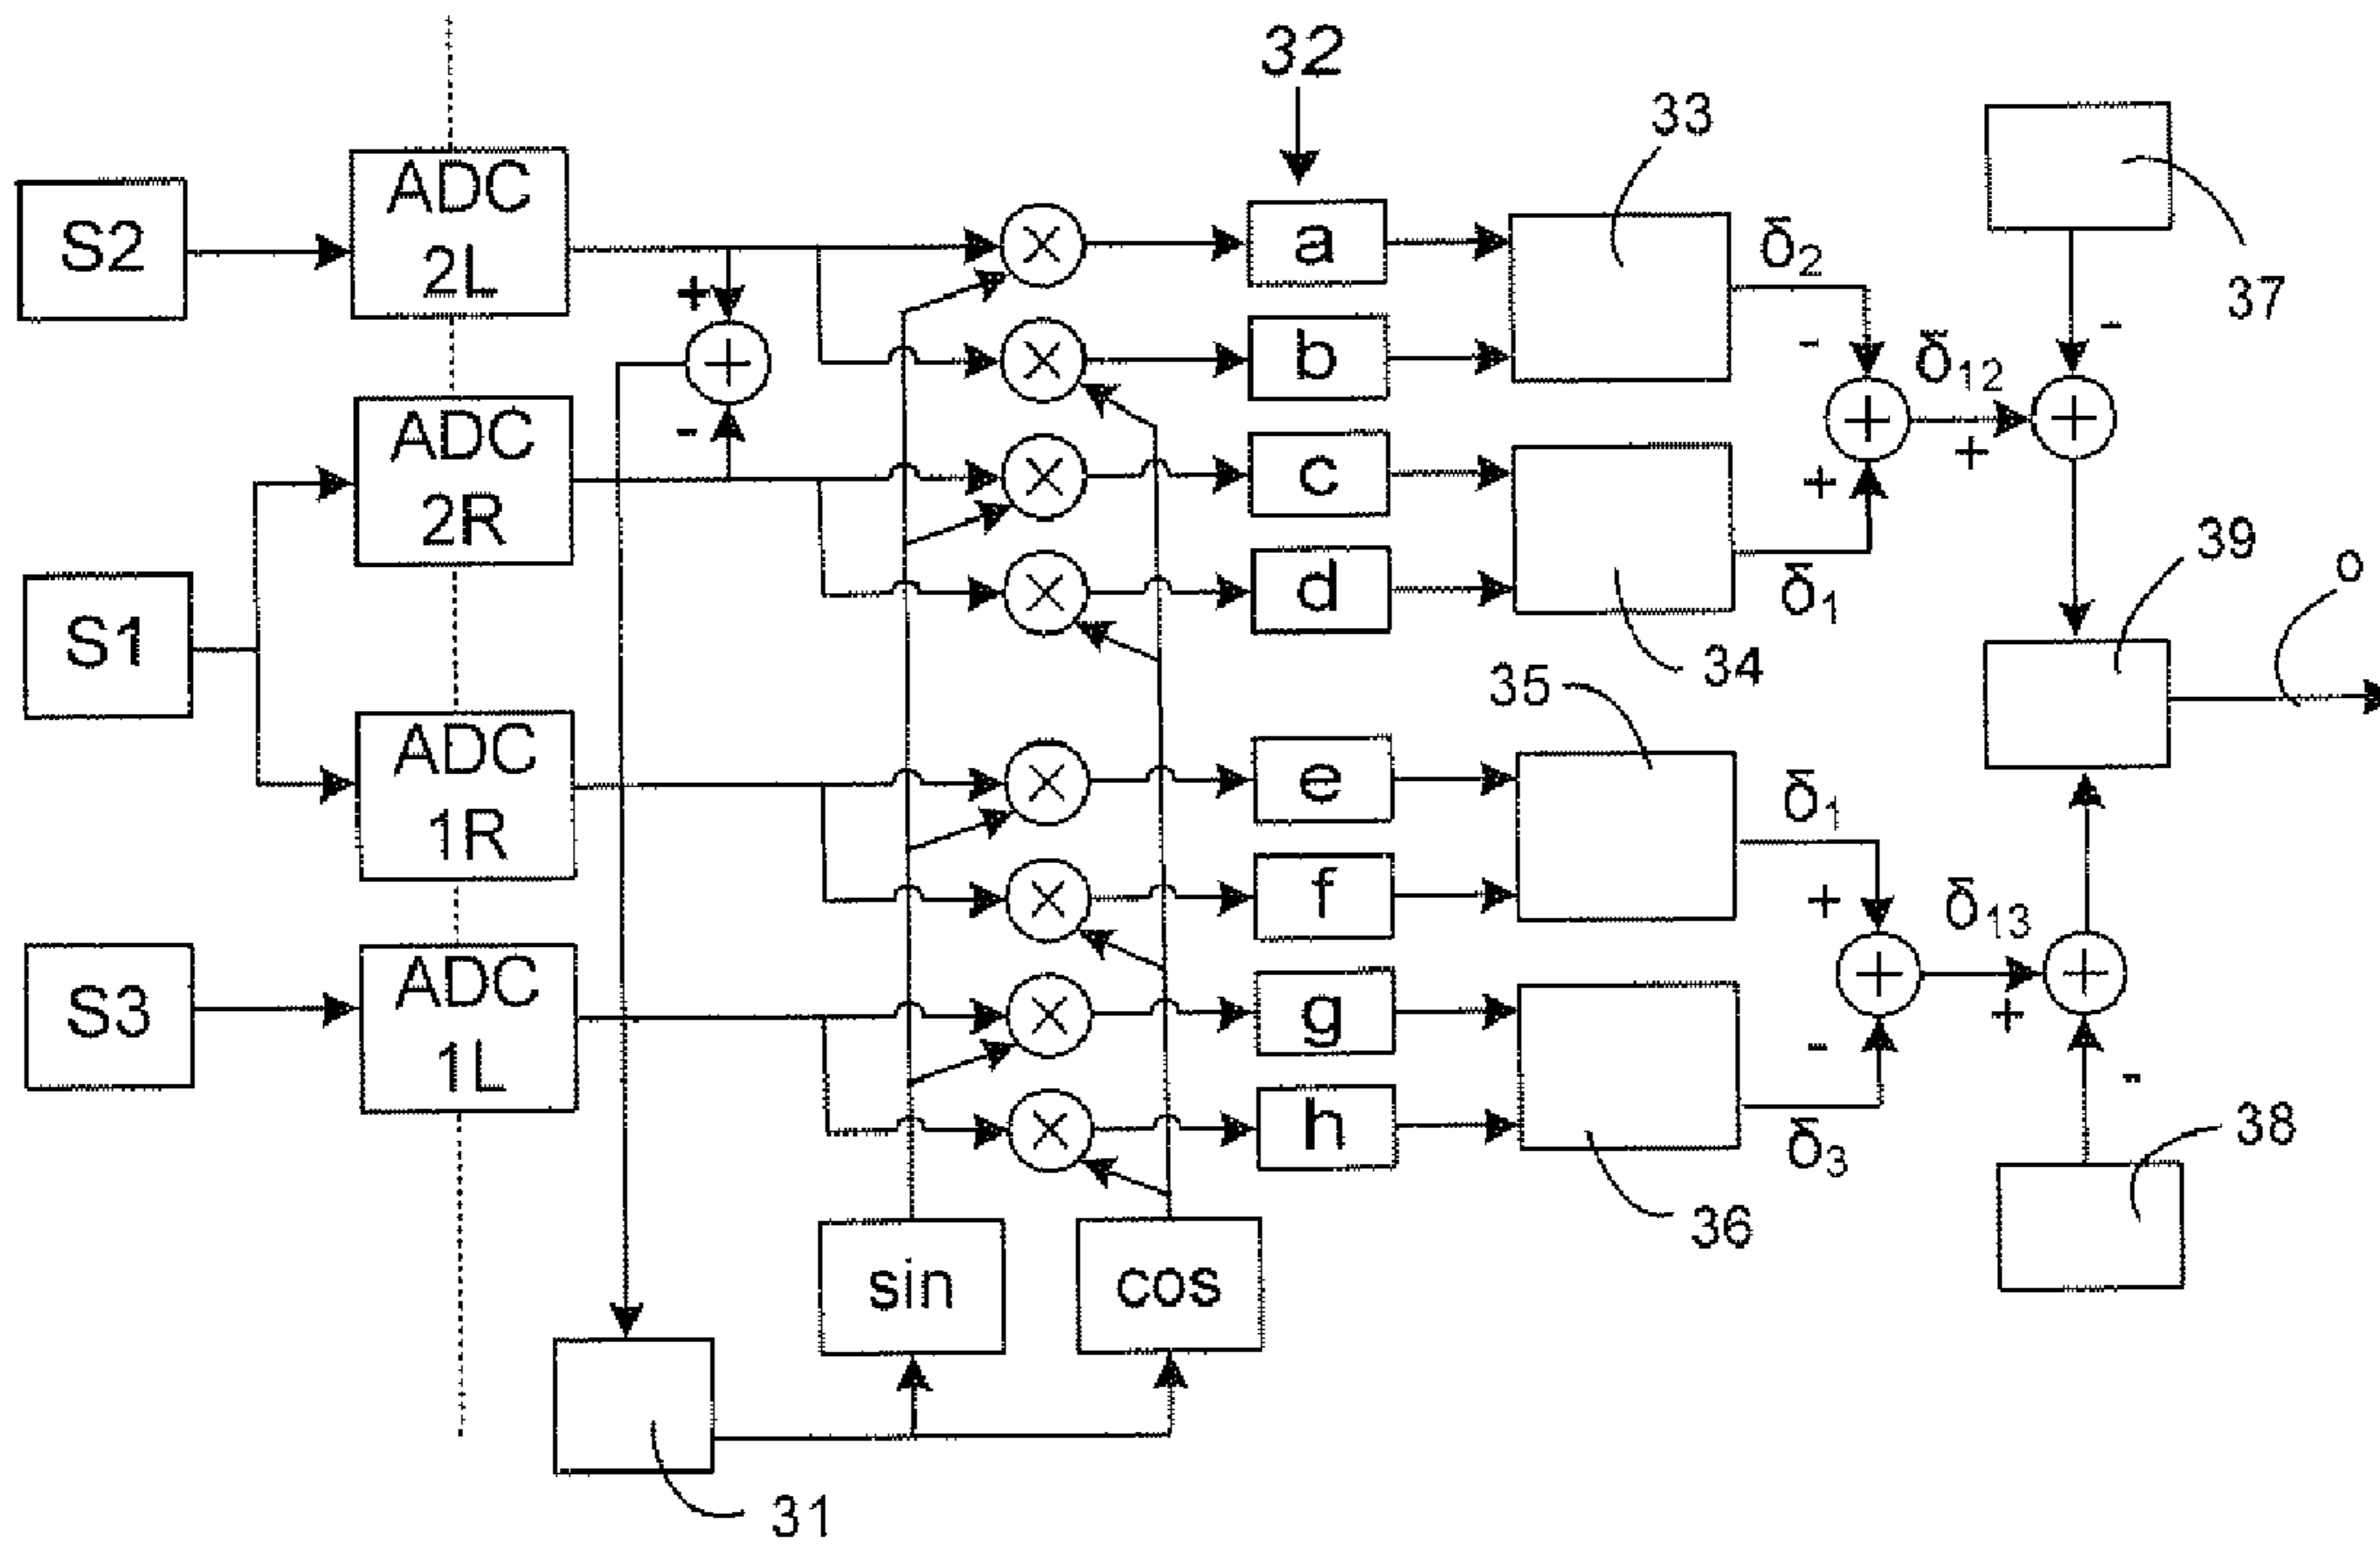 32
33
37
S2
ADC
2L
+
-
a
b
δ2
-
δ12
+
-
ADC
2R
c
d
34
δ1
+
39
o
S1
ADC
1R
35
e
f
δ1
+
δ13
+
S3
ADC
1L
g
h
36
-
δ3
-
38
sin
cos
31